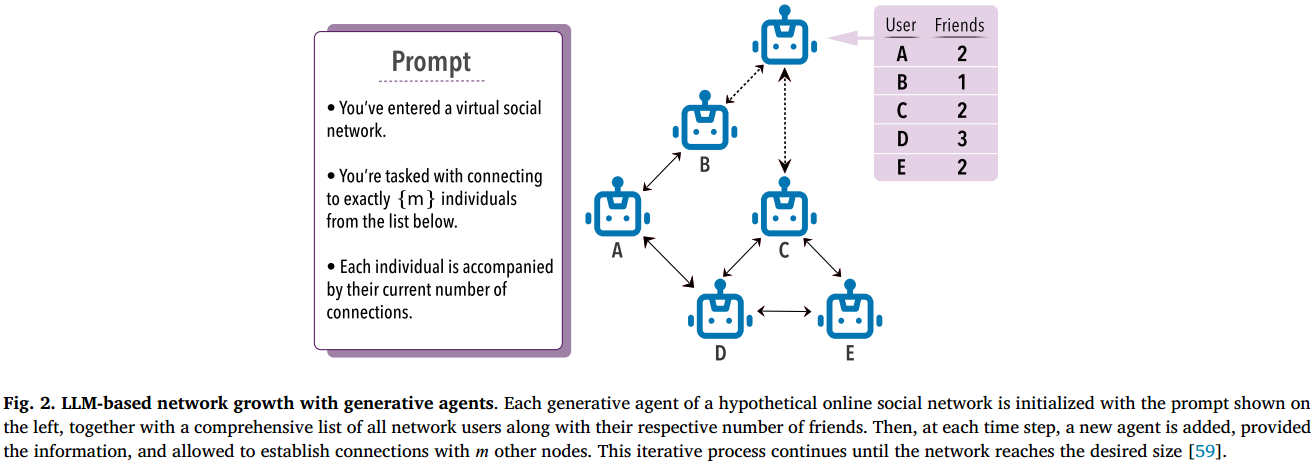 Prompt
• You've entered a virtual social
network.
• You're tasked with connecting
to exactly {m} individuals
from the list below.
• Each individual is accompanied
by their current number of
connections.
B
A
C
D
E
User Friends
A 2
B 1
C 2
D 3
E 2
Fig. 2. LLM-based network growth with generative agents. Each generative agent of a hypothetical online social network is initialized with the prompt shown on
the left, together with a comprehensive list of all network users along with their respective number of friends. Then, at each time step, a new agent is added, provided
the information, and allowed to establish connections with m other nodes. This iterative process continues until the network reaches the desired size [59].